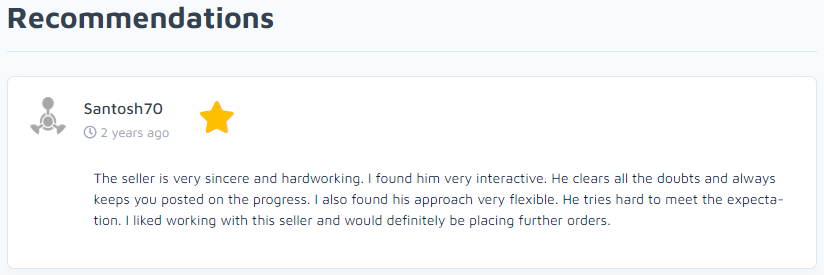 Recommendations
Santosh70
2 years ago
The seller is very sincere and hardworking. I found him very interactive. He clears all the doubts and always
keeps you posted on the progress. I also found his approach very flexible. He tries hard to meet the expecta-
tion. I liked working with this seller and would definitely be placing further orders.